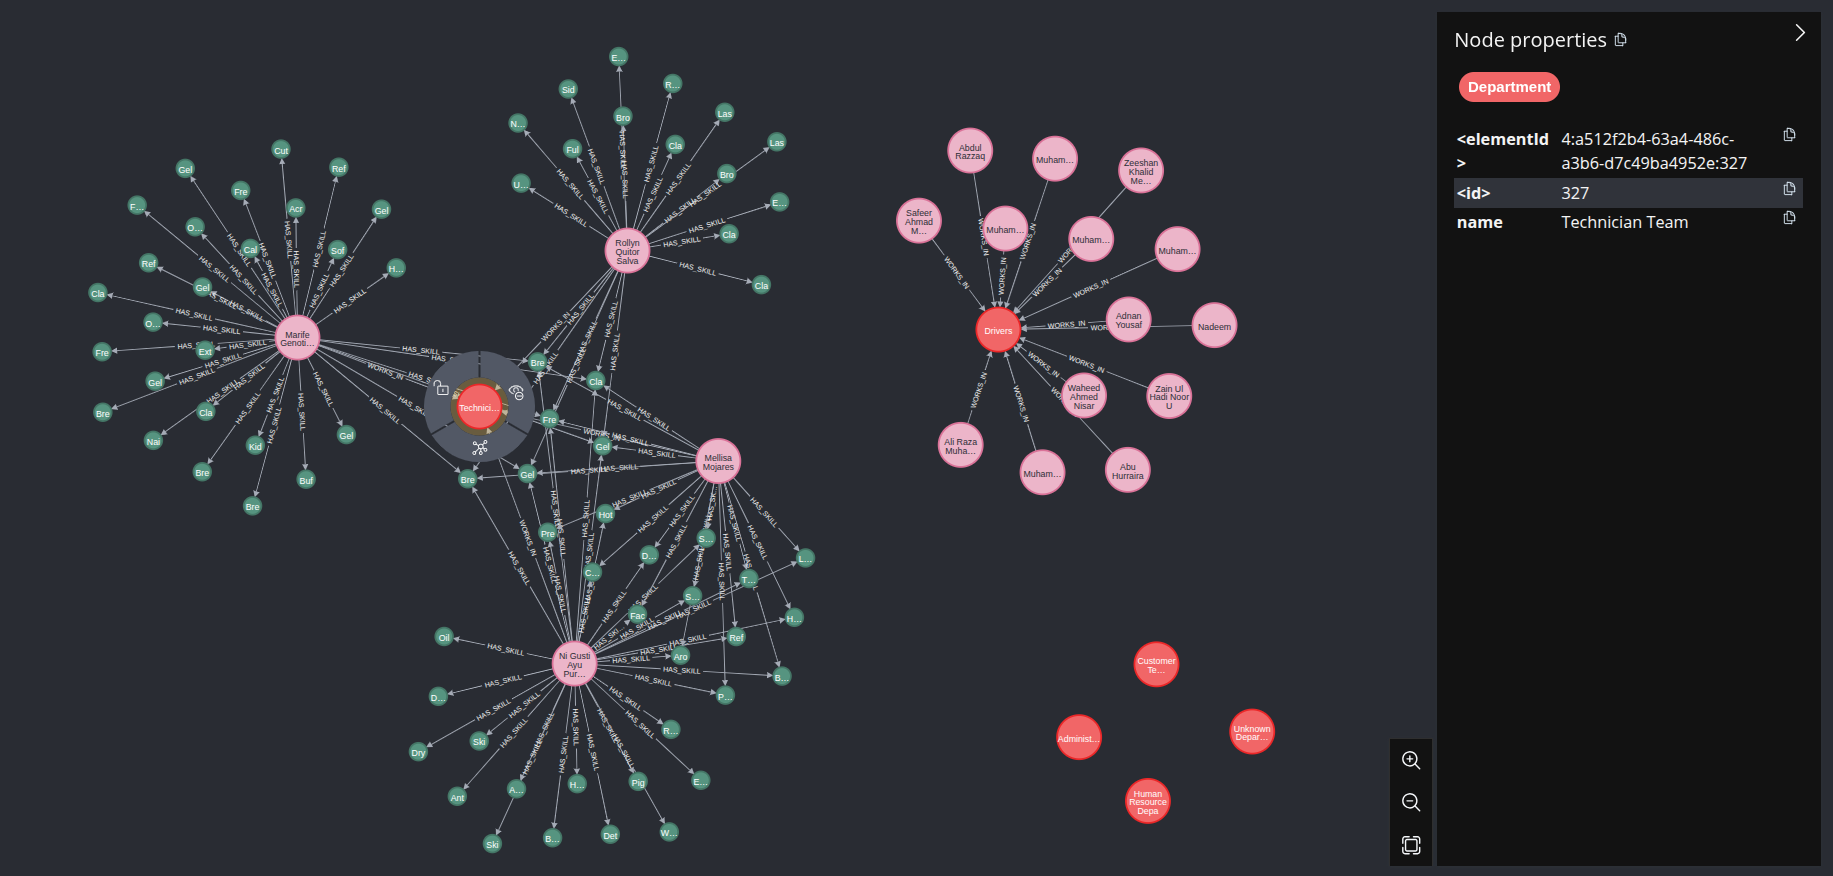 Node properties
Department
<elementId
>
4:a512f2b4-63a4-486c-
a3b6-d7c49ba4952e:327
<id>
327
name
Technician Team
E...
Sid
R...
N...
Bro
Las
Ful
Cla
Las
U...
Bro
E...
Cla
Cla
Rollyn
Quitor
Salva
Cut
Gel
Ref
Fre
F...
Acr
Gel
O...
Cal
Sof
Ref
H...
Gel
Cla
O...
Marife
Genoti...
Fre
Ext
Gel
Bre
Cla
Nai
Gel
Kid
Bre
Buf
Bre
Technici...
Bre
Cla
Fre
Gel
Bre
Gel
Mellisa
Mojares
Hot
Pre
S...
D...
L...
C...
T...
S...
Fac
H...
Ref
Aro
B...
P...
Oil
Ni Gusti
Ayu
Pur...
D...
Dry
Ski
R...
Ant
A...
H...
Pig
E...
Ski
B...
Det
W...
Abdul
Razzaq
Muham...
Zeeshan
Khalid
Me...
Safeer
Ahmad
M...
Muham...
Muham...
Muham...
Drivers
Adnan
Yousaf
Nadeem
Waheed
Ahmed
Nisar
Zain Ul
Haidi Noor
U
Ali Raza
Muha...
Muham...
Abu
Hurraira
Customer
Te...
Administ...
Unknown
Depar...
Human
Resource
Depa
HAS_SKILL
WORKS_IN